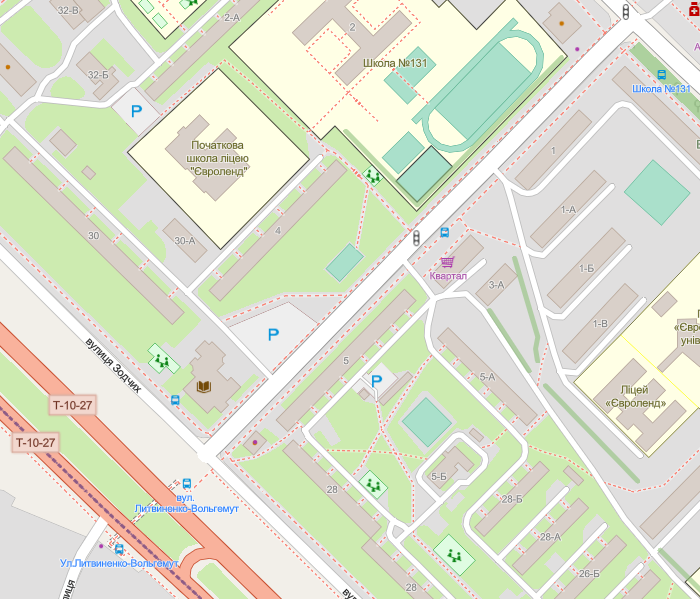 32-В
2-А
2
32-Б
P
Школа №131
Школа №131
Початкова
школа ліцею
"Євроленд"
1
1-А
30
30-А
4
1-Б
Квартал
3-А
1-В
P
вулиця Зодчих
5
5-А
P
Ліцей
«Євроленд»
T-10-27
T-10-27
5-Б
28
28-Б
вул.
Литвиненко-Вольгемут
28-А
Ул.Литвиненко-Вольгемут
26-Б
28